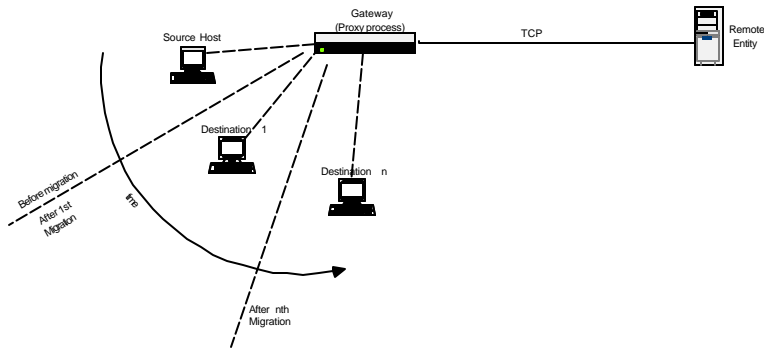 Gateway
(Proxy process)
Source Host
TCP
Remote
Entity
Destination 1
Destination n
Before migration
After 1st
Migration
time
After nth
Migration